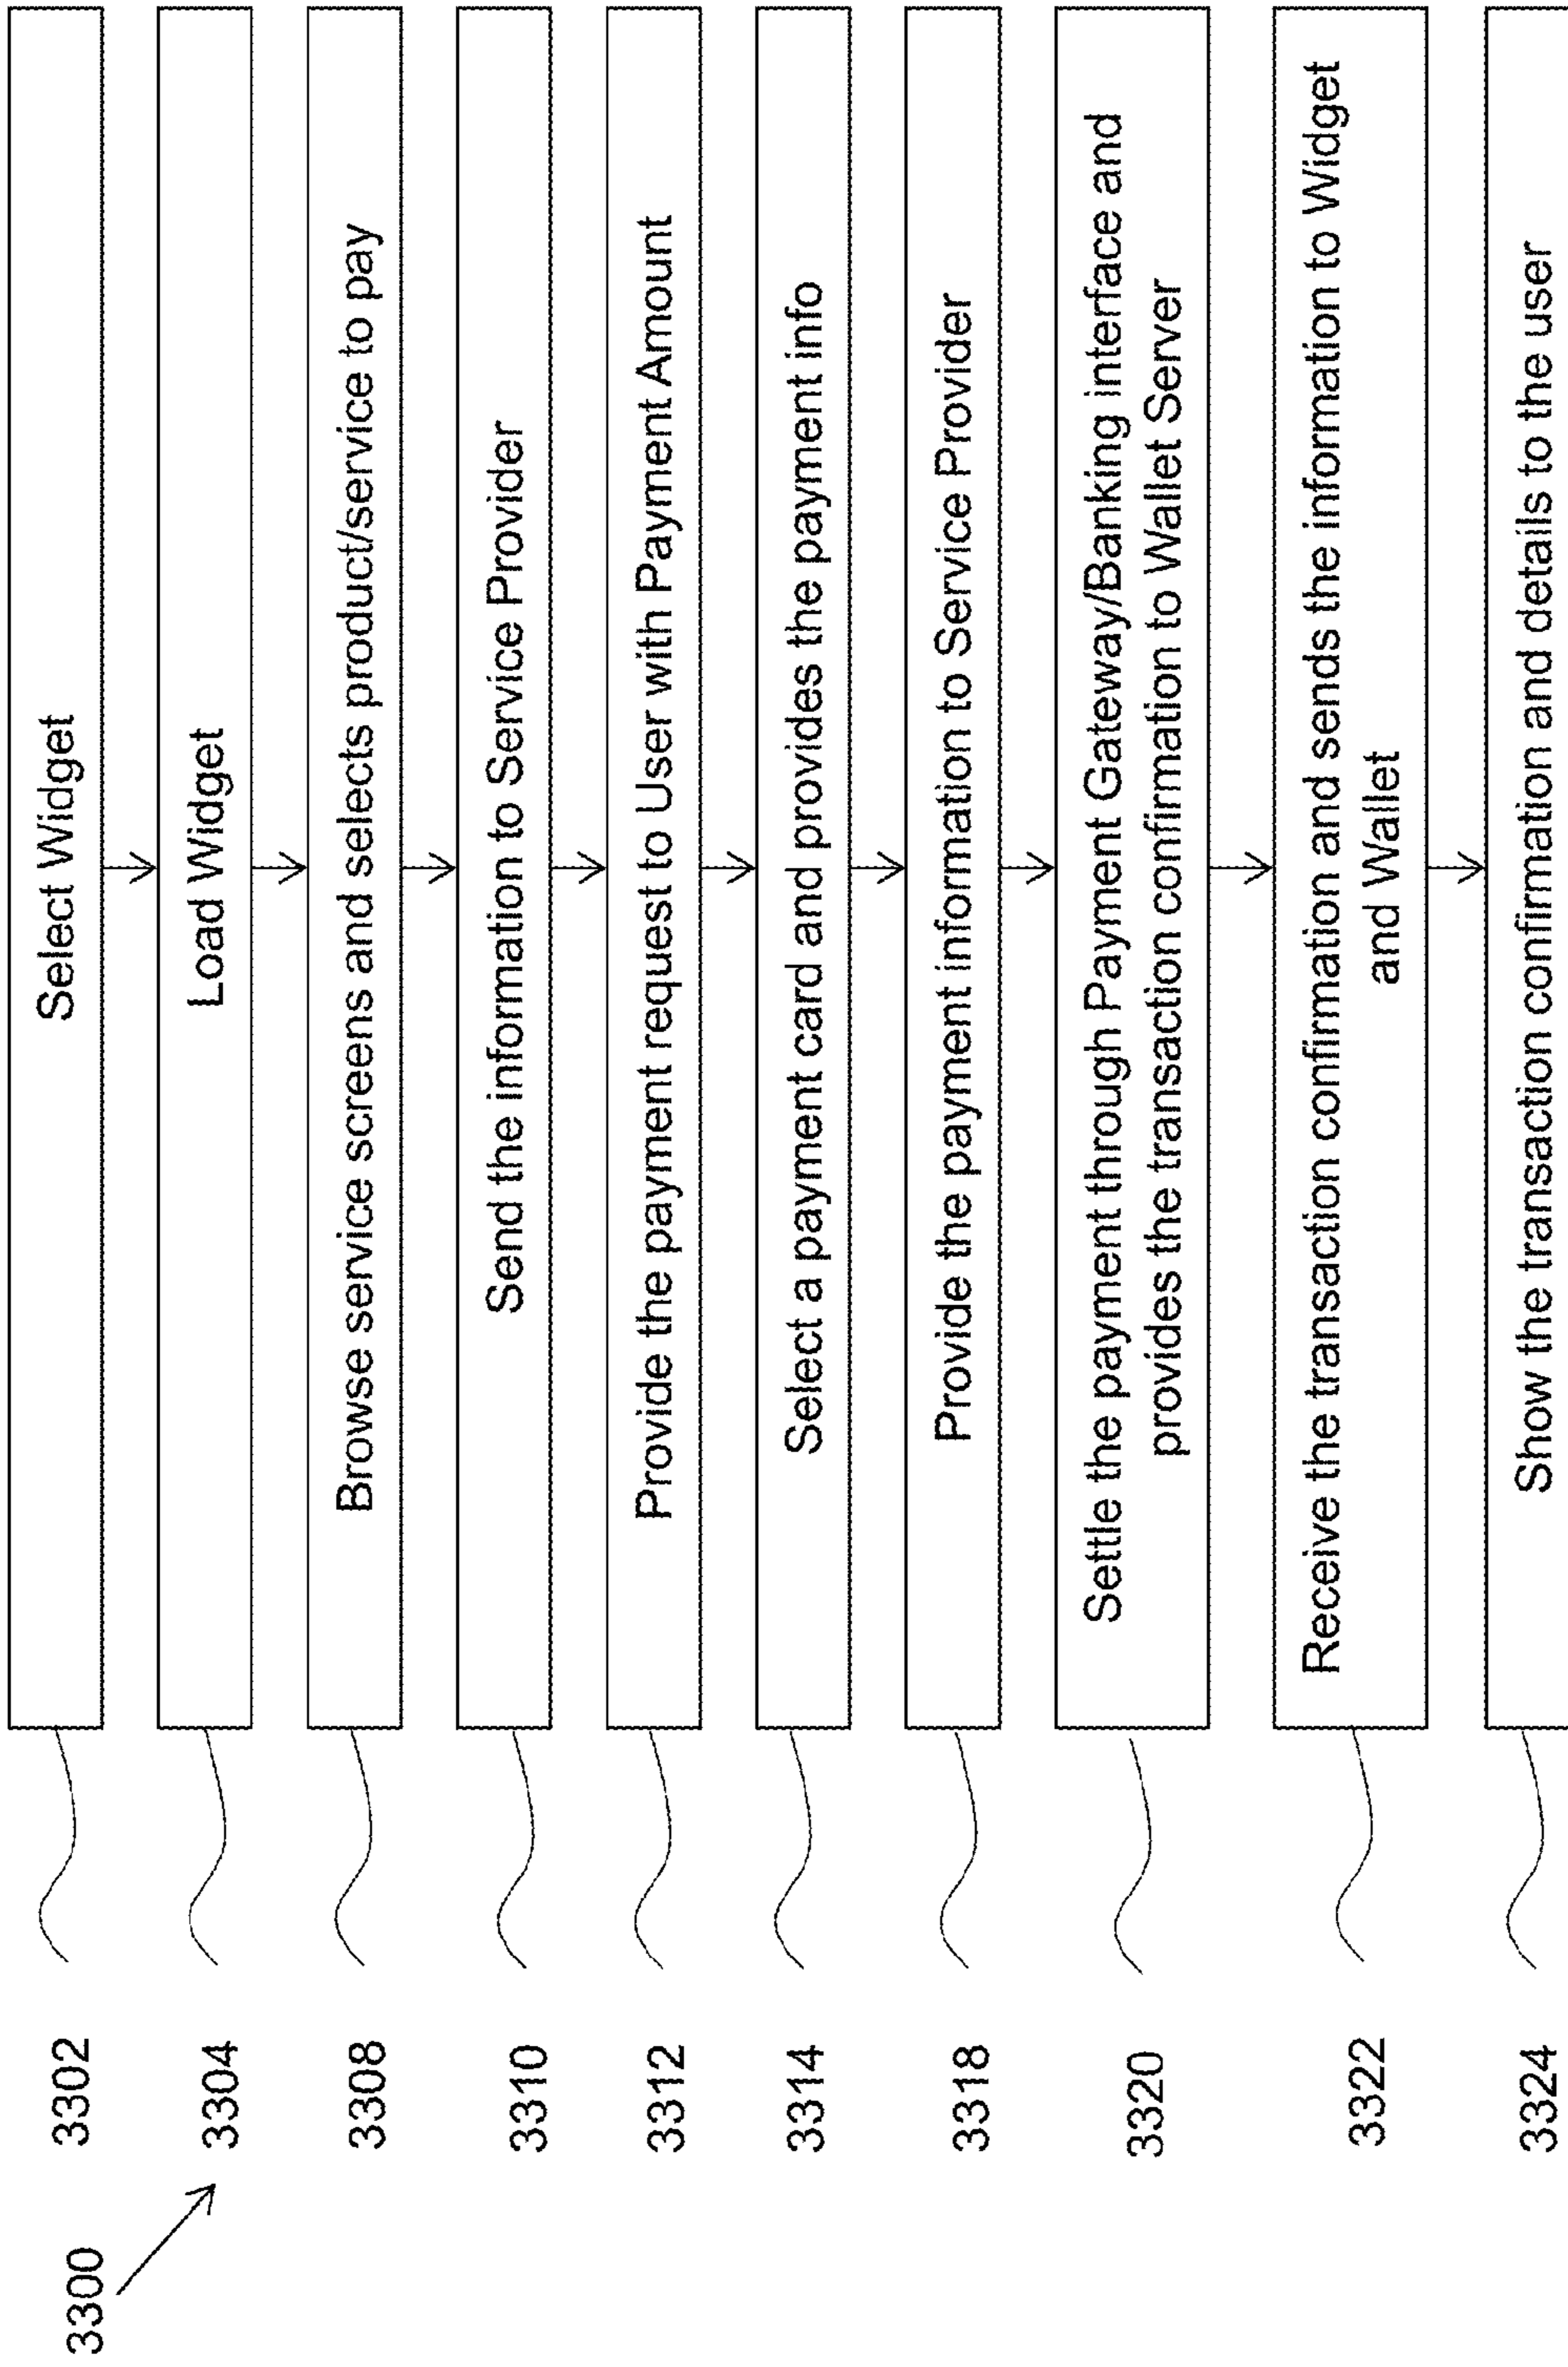 3300
3302
Select Widget
3304
Load Widget
3308
Browse service screens and selects product/service to pay
3310
Send the information to Service Provider
3312
Provide the payment request to User with Payment Amount
3314
Select a payment card and provides the payment info
3318
Provide the payment information to Service Provider
3320
Settle the payment through Payment Gateway/Banking interface and
provides the transaction confirmation to Wallet Server
3322
Receive the transaction confirmation and sends the information to Widget
and Wallet
3324
Show the transaction confirmation and details to the user